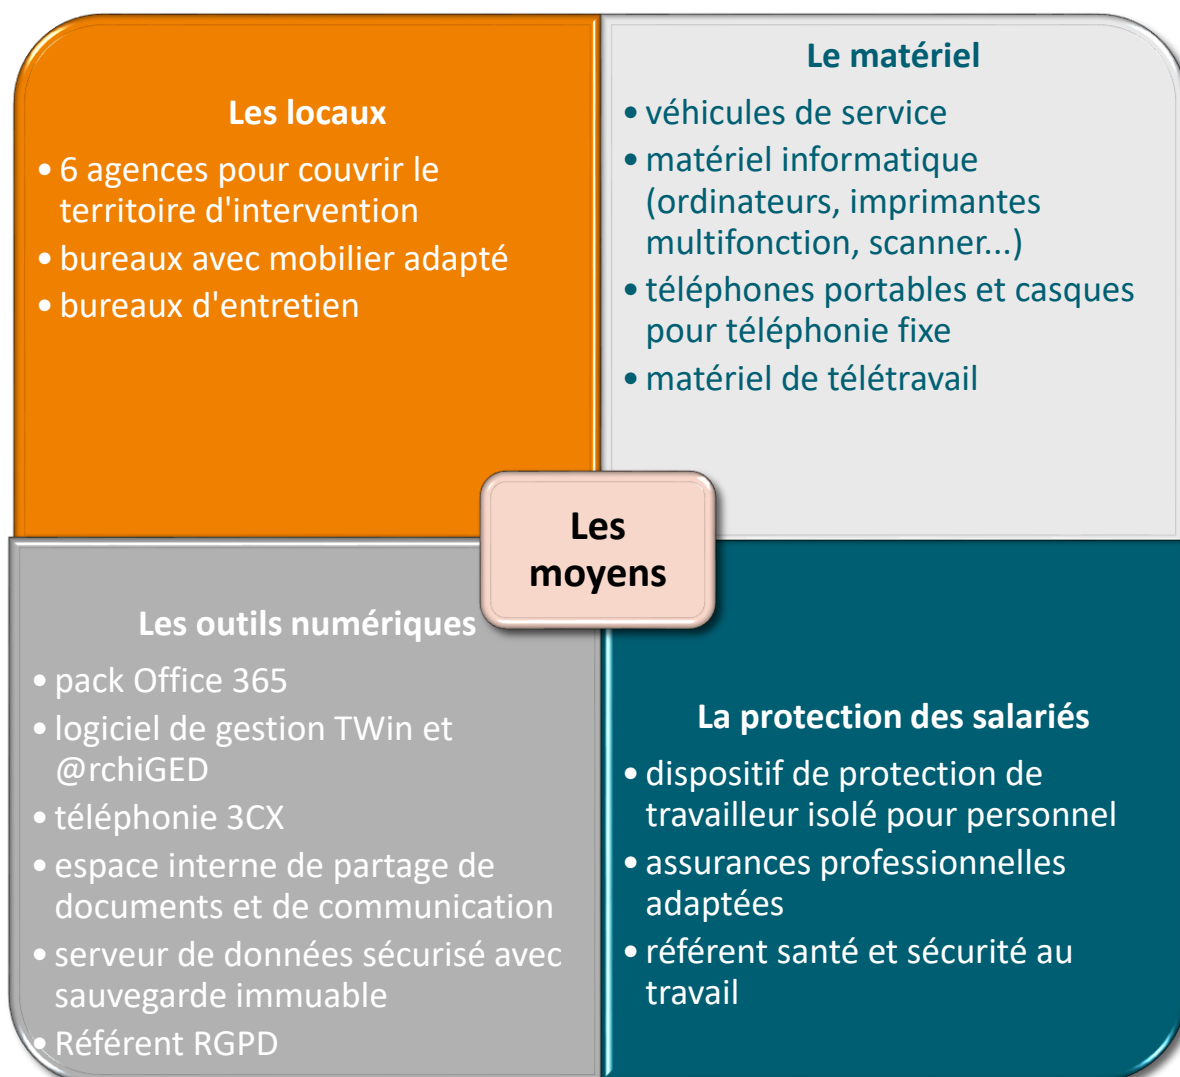 Les locaux
• 6 agences pour couvrir le
territoire d'intervention
• bureaux avec mobilier adapté
• bureaux d'entretien
Le matériel
• véhicules de service
• matériel informatique
(ordinateurs, imprimantes
multifonction, scanner...)
• téléphones portables et casques
pour téléphonie fixe
• matériel de télétravail
Les
moyens
Les outils numériques
• pack Office 365
• logiciel de gestion TWin et
@rchiGED
• téléphonie 3CX
• espace interne de partage de
documents et de communication
• serveur de données sécurisé avec
sauvegarde immuable
• Référent RGPD
La protection des salariés
• dispositif de protection de
travailleur isolé pour personnel
• assurances professionnelles
adaptées
• référent santé et sécurité au
travail